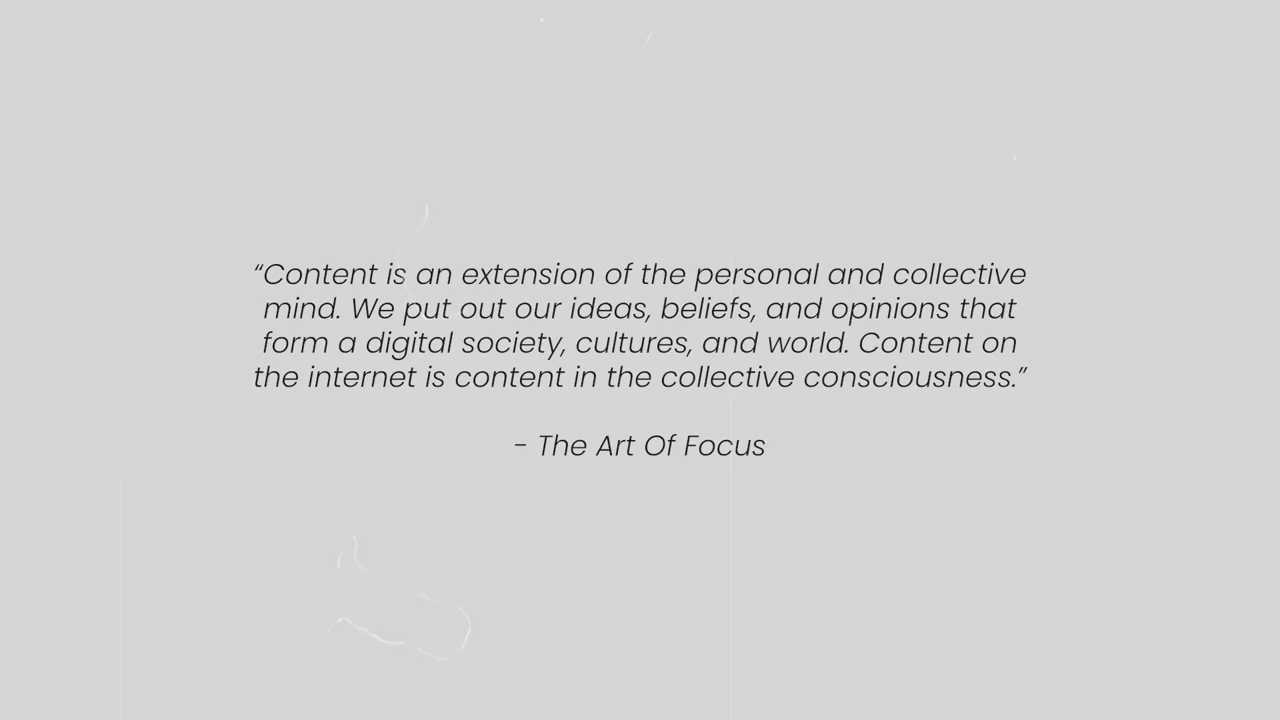 “Content is an extension of the personal and collective
mind. We put out our ideas, beliefs, and opinions that
form a digital society, cultures, and world. Content on
the internet is content in the collective consciousness.”
- The Art Of Focus